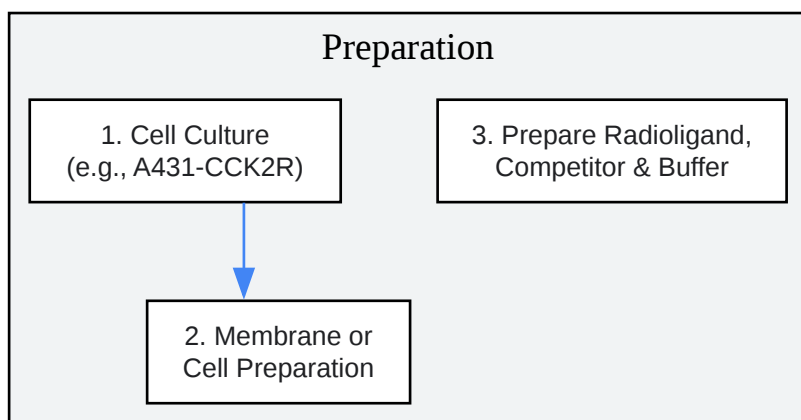 Preparation
1. Cell Culture
(e.g., A431-CCK2R)
3. Prepare Radioligand,
Competitor & Buffer
2. Membrane or
Cell Preparation